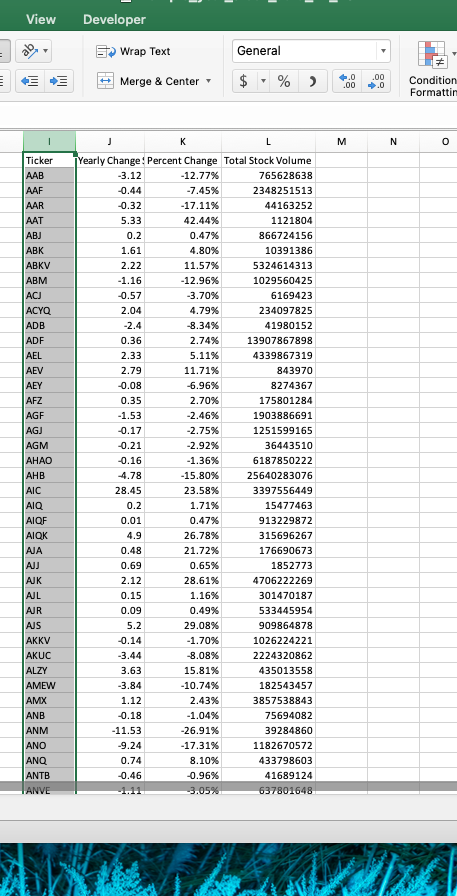 View Developer
Wrap Text General
Merge & Center $ % .00 .00 Condition
Formattin
I J K L M N O
Ticker Yearly Change Percent Change Total Stock Volume
AAB -3.12 -12.77% 765628638
AAF -0.44 -7.45% 2348251513
AAR -0.32 -17.11% 44163252
AAT 5.33 42.44% 1121804
ABJ 0.2 0.47% 866724156
ABK 1.61 4.80% 10391386
ABKV 2.22 11.57% 5324614313
ABM -1.16 -12.96% 1029560425
ACJ -0.57 -3.70% 6169423
ACYQ 2.04 4.79% 234097825
ADB -2.4 -8.34% 41980152
ADF 0.36 2.74% 13907867898
AEL 2.33 5.11% 4339867319
AEV 2.79 11.71% 843970
AEY -0.08 -6.96% 8274367
AFZ 0.35 2.70% 175801284
AGF -1.53 -2.46% 1903886691
AGJ -0.17 -2.75% 1251599165
AGM -0.21 -2.92% 36443510
AHAO -0.16 -1.36% 6187850222
AHB -4.78 -15.80% 25640283076
AIC 28.45 23.58% 3397556449
AIQ 0.2 1.71% 15477463
AIQF 0.01 0.47% 913229872
AIQK 4.9 26.78% 315696267
AJA 0.48 21.72% 176690673
AJJ 0.69 0.65% 1852773
AJK 2.12 28.61% 4706222269
AJL 0.15 1.16% 301470187
AJR 0.09 0.49% 533445954
AJS 5.2 29.08% 909864878
AKKV -0.14 -1.70% 1026224221
AKUC -3.44 -8.08% 2224320862
ALZY 3.63 15.81% 435013558
AMEW -3.84 -10.74% 182543457
AMX 1.12 2.43% 3857538843
ANB -0.18 -1.04% 75694082
ANM -11.53 -26.91% 39284860
ANO -9.24 -17.31% 1182670572
ANQ 0.74 8.10% 433798603
ANTB -0.46 -0.96% 41689124
ANVE -1.11 -3.05% 637801648